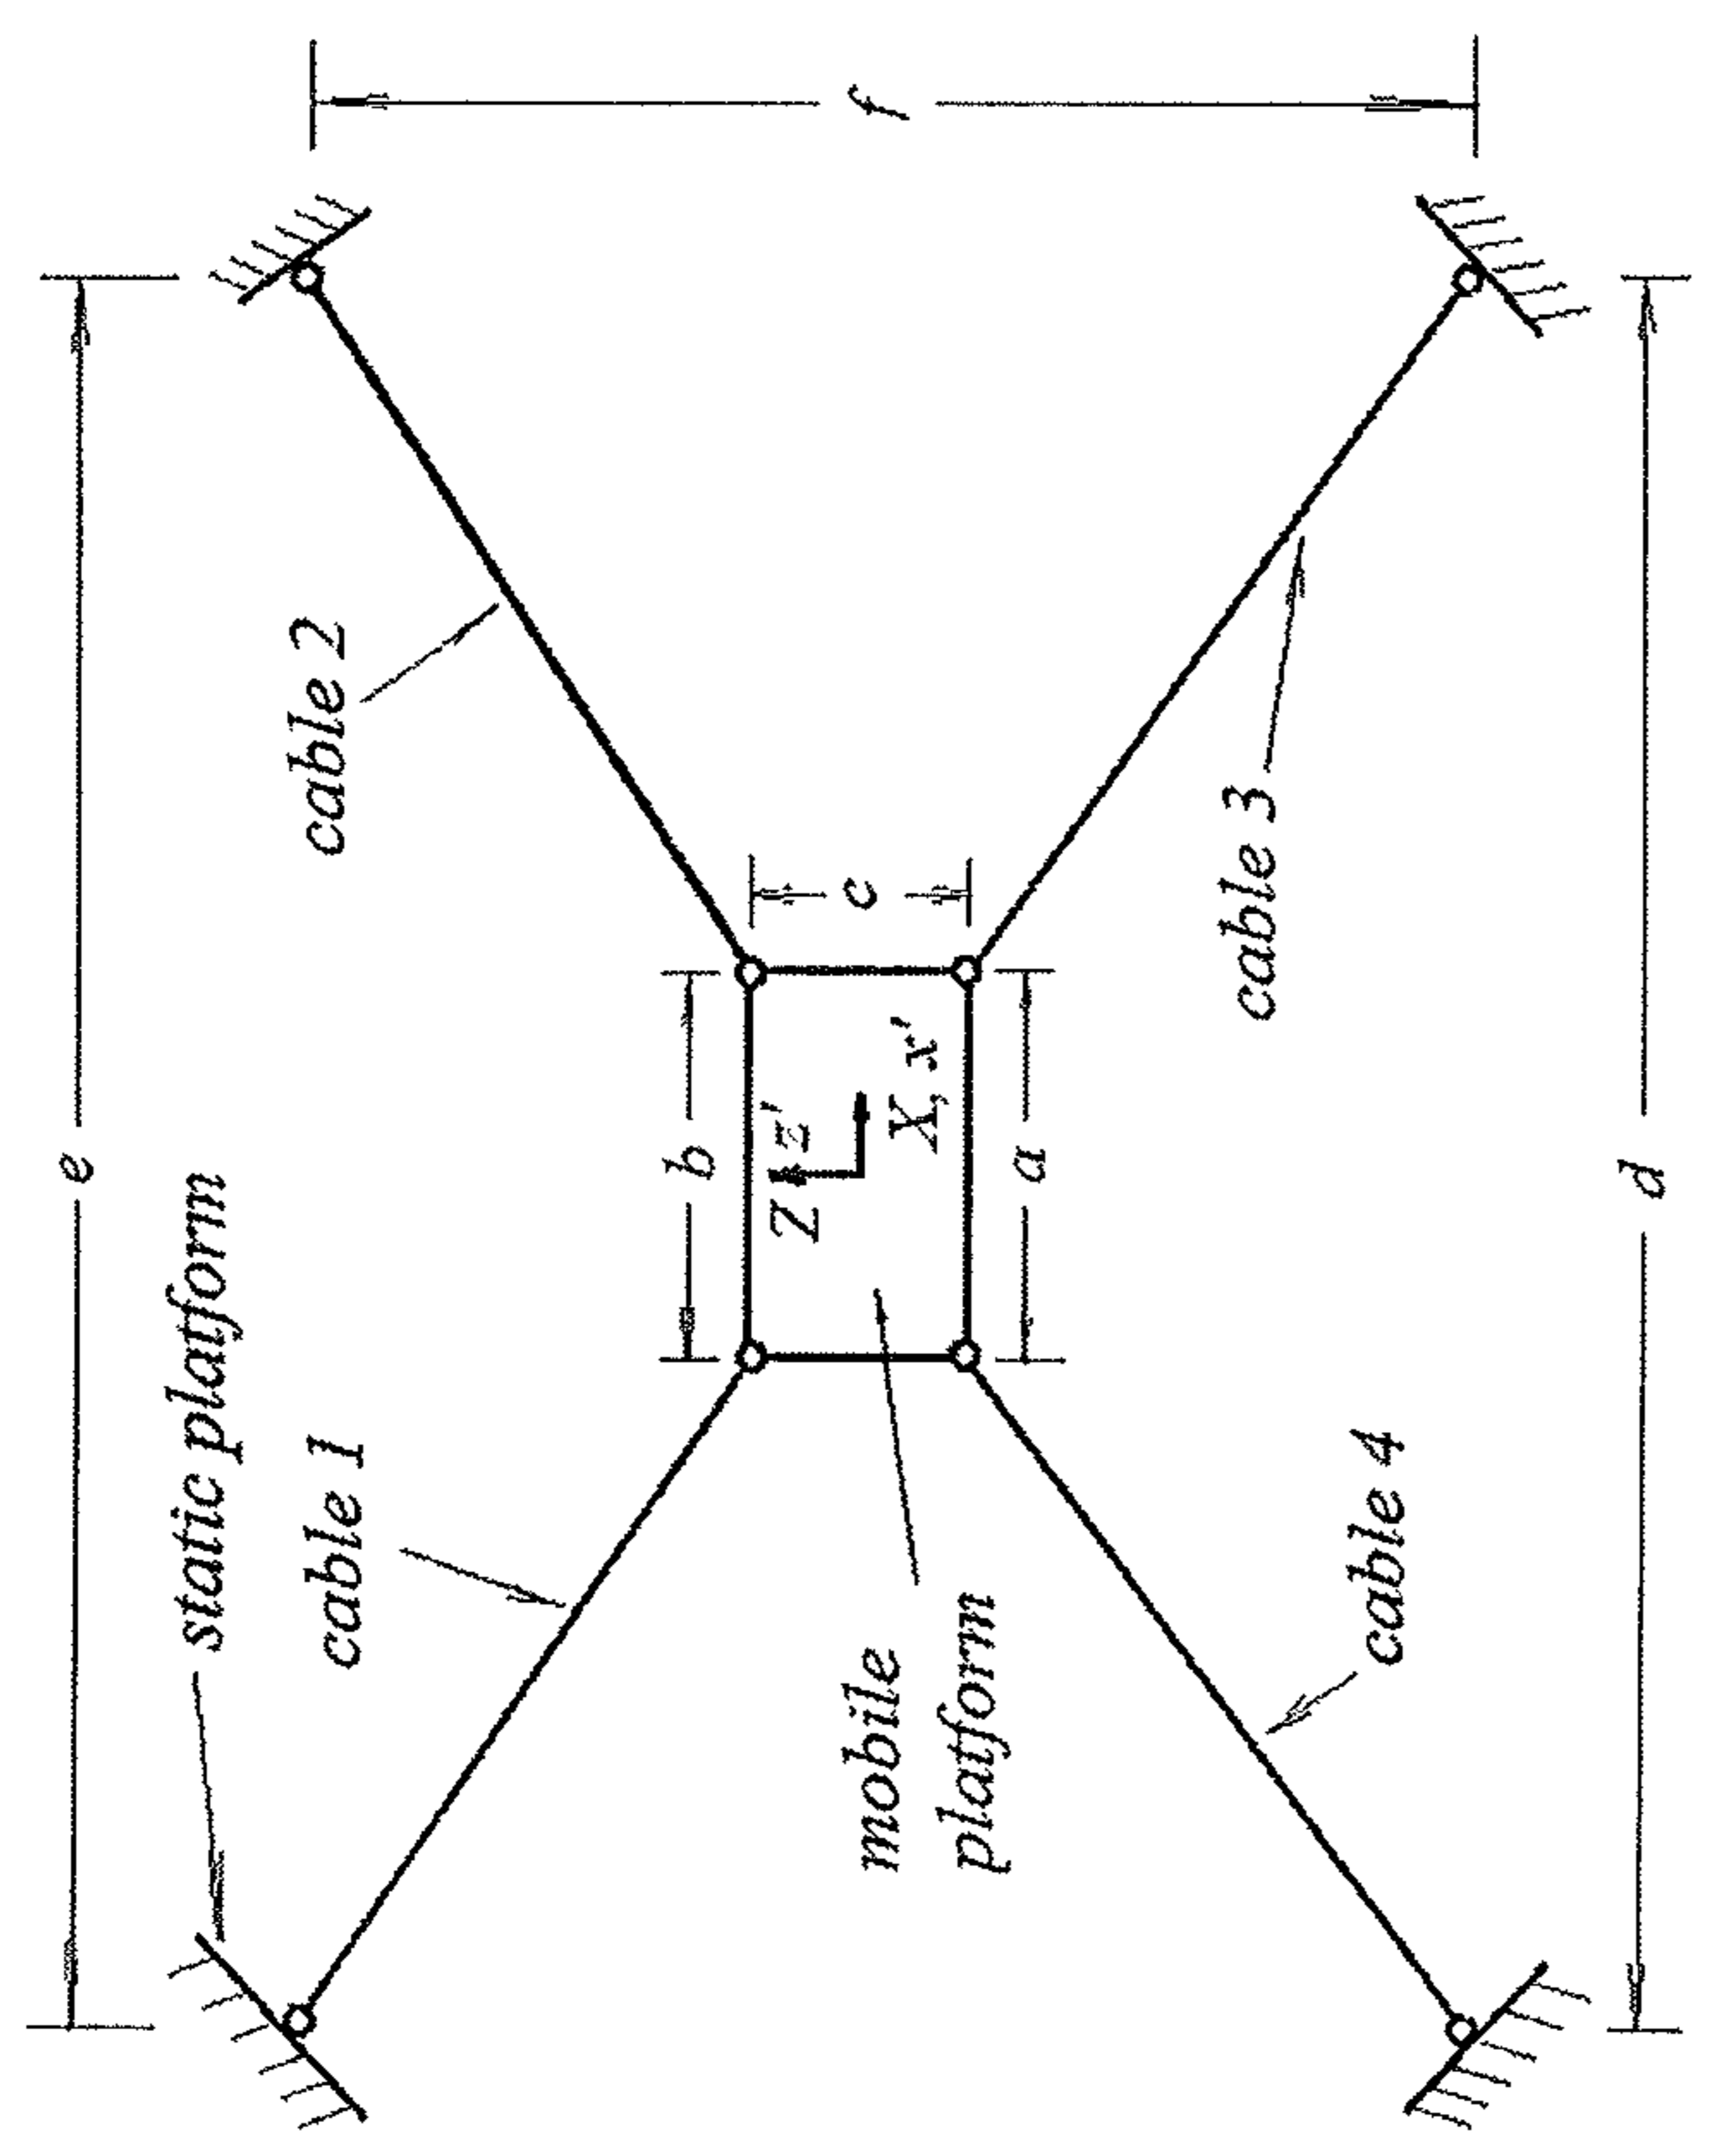 e
static platform
cable 1
cable 2
f
b
Z, z'
X, x'
c
a
mobile
platform
cable 3
cable 4
d